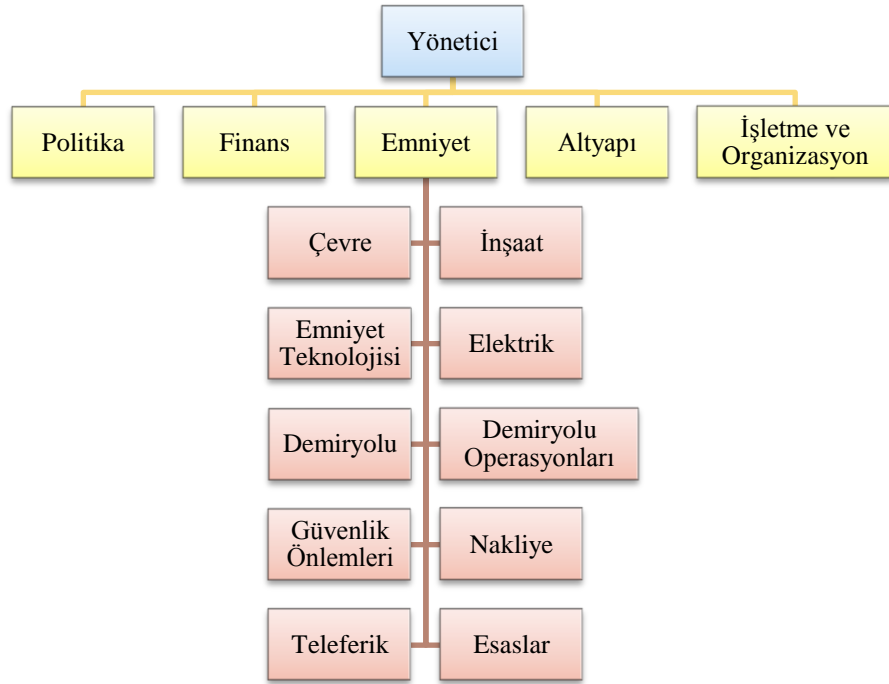 Yönetici
Politika
Finans
Emniyet
Altyapı
İşletme ve
Organizasyon
Çevre
İnşaat
Emniyet
Teknolojisi
Elektrik
Demiryolu
Demiryolu
Operasyonları
Güvenlik
Önlemleri
Nakliye
Teleferik
Esaslar